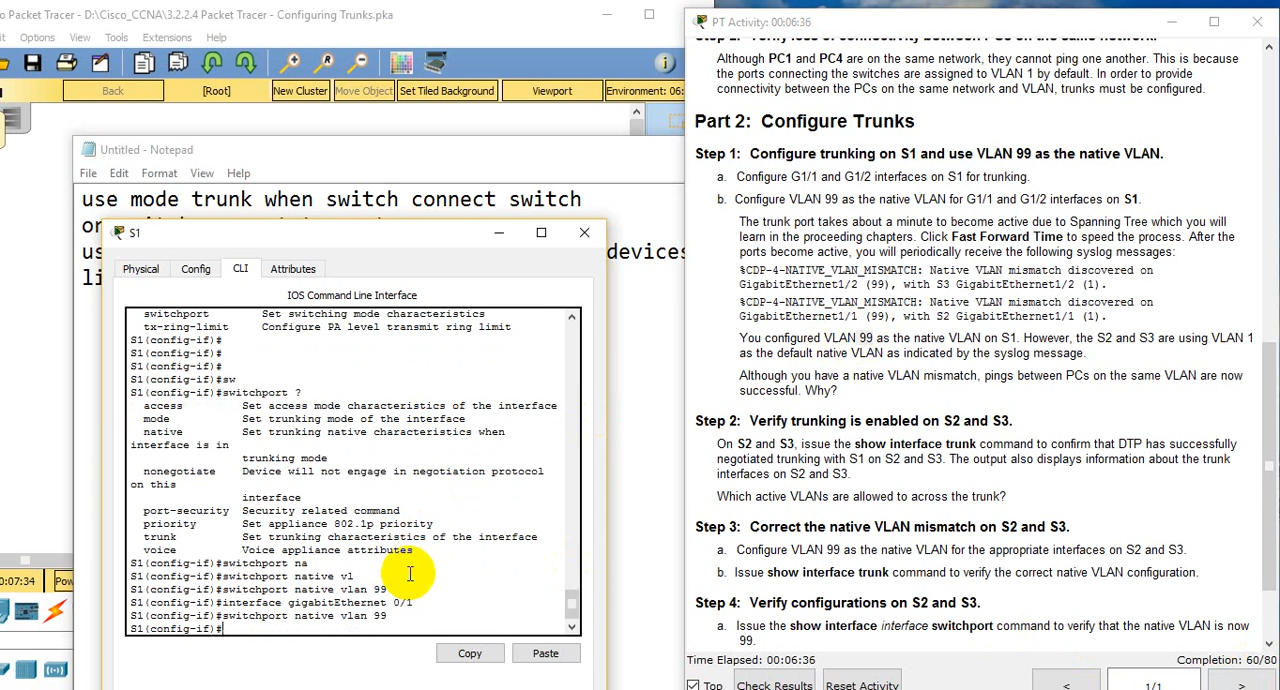 o Packet Tracer - D:\Cisco_CCNA\3.2.2.4 Packet Tracer - Configuring Trunks.pka
it Options View Tools Extensions Help
Back [Root] New Cluster Move Object Set Tiled Background Viewport Environment: 06:
Untitled - Notepad
File Edit Format View Help
use mode trunk when switch connect switch
us
devices
li
S1
Physical Config CLI Attributes
IOS Command Line Interface
switchport Set switching mode characteristics
tx-ring-limit Configure PA level transmit ring limit
S1(config-if)#
S1(config-if)#
S1(config-if)#
S1(config-if)#sw
S1(config-if)#switchport ?
access Set access mode characteristics of the interface
mode Set trunking mode of the interface
native Set trunking native characteristics when
interface is in
trunking mode
nonegotiate Device will not engage in negotiation protocol
on this
interface
port-security Security related command
priority Set appliance 802.1p priority
trunk Set trunking characteristics of the interface
voice Voice appliance attributes
S1(config-if)#switchport na
S1(config-if)#switchport native vl
S1(config-if)#switchport native vlan 99
S1(config-if)#interface gigabitEthernet 0/1
S1(config-if)#switchport native vlan 99
S1(config-if)#
Copy Paste
0:07:34 Pow
PT Activity: 00:06:36
Step 2: Verify loss of connectivity between PCs on the same network.
Although PC1 and PC4 are on the same network, they cannot ping one another. This is because
the ports connecting the switches are assigned to VLAN 1 by default. In order to provide
connectivity between the PCs on the same network and VLAN, trunks must be configured.
Part 2: Configure Trunks
Step 1: Configure trunking on S1 and use VLAN 99 as the native VLAN.
a. Configure G1/1 and G1/2 interfaces on S1 for trunking.
b. Configure VLAN 99 as the native VLAN for G1/1 and G1/2 interfaces on S1.
The trunk port takes about a minute to become active due to Spanning Tree which you will
learn in the proceeding chapters. Click Fast Forward Time to speed the process. After the
ports become active, you will periodically receive the following syslog messages:
%CDP-4-NATIVE_VLAN_MISMATCH: Native VLAN mismatch discovered on
GigabitEthernet1/2 (99), with S3 GigabitEthernet1/2 (1).
%CDP-4-NATIVE_VLAN_MISMATCH: Native VLAN mismatch discovered on
GigabitEthernet1/1 (99), with S2 GigabitEthernet1/1 (1).
You configured VLAN 99 as the native VLAN on S1. However, the S2 and S3 are using VLAN 1
as the default native VLAN as indicated by the syslog message.
Although you have a native VLAN mismatch, pings between PCs on the same VLAN are now
successful. Why?
Step 2: Verify trunking is enabled on S2 and S3.
On S2 and S3, issue the show interface trunk command to confirm that DTP has successfully
negotiated trunking with S1 on S2 and S3. The output also displays information about the trunk
interfaces on S2 and S3.
Which active VLANs are allowed to across the trunk?
Step 3: Correct the native VLAN mismatch on S2 and S3.
a. Configure VLAN 99 as the native VLAN for the appropriate interfaces on S2 and S3.
b. Issue show interface trunk command to verify the correct native VLAN configuration.
Step 4: Verify configurations on S2 and S3.
a. Issue the show interface interface switchport command to verify that the native VLAN is now
99.
Time Elapsed: 00:06:36 Completion: 60/80
Top Check Results Reset Activity < 1/1 >